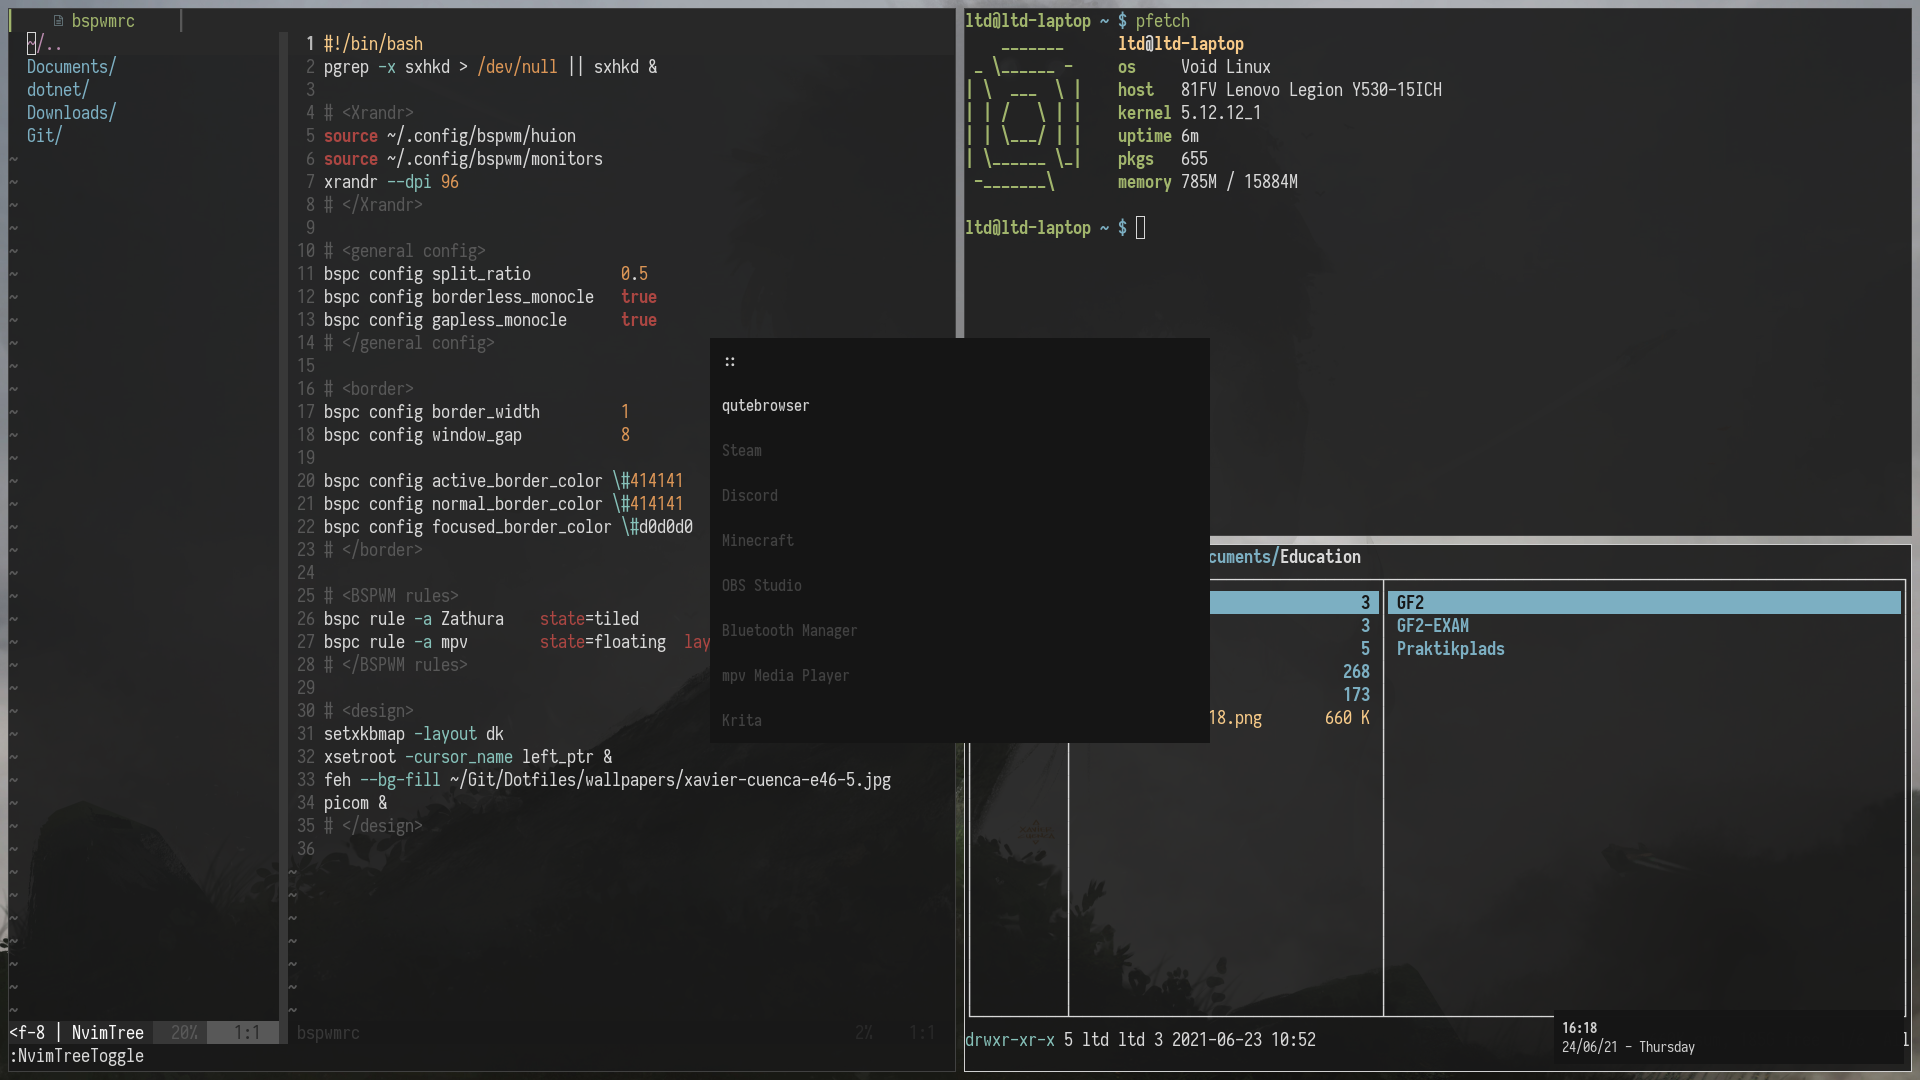 bspwmrc
~/..
Documents/
dotnet/
Downloads/
Git/
1 #!/bin/bash
2 pgrep -x sxhkd > /dev/null || sxhkd &
3
4 # <Xrandr>
5 source ~/.config/bspwm/huion
6 source ~/.config/bspwm/monitors
7 xrandr --dpi 96
8 # </Xrandr>
9
10 # <general config>
11 bspc config split_ratio 0.5
12 bspc config borderless_monocle true
13 bspc config gapless_monocle true
14 # </general config>
15
16 # <border>
17 bspc config border_width 1
18 bspc config window_gap 8
19
20 bspc config active_border_color \#414141
21 bspc config normal_border_color \#414141
22 bspc config focused_border_color \#d0d0d0
23 # </border>
24
25 # <BSPWM rules>
26 bspc rule -a Zathura state=tiled
27 bspc rule -a mpv state=floating lay
28 # </BSPWM rules>
29
30 # <design>
31 setxkbmap -layout dk
32 xsetroot -cursor_name left_ptr &
33 feh --bg-fill ~/Git/Dotfiles/wallpapers/xavier-cuenca-e46-5.jpg
34 picom &
35 # </design>
36
<f-8 | NvimTree 20% 1:1
bspwmrc 2% 1:1
:NvimTreeToggle
ltd@ltd-laptop ~ $ pfetch
ltd@ltd-laptop
os Void Linux
host 81FV Lenovo Legion Y530-15ICH
kernel 5.12.12_1
uptime 6m
pkgs 655
memory 785M / 15884M
ltd@ltd-laptop ~ $
::
qutebrowser
Steam
Discord
Minecraft
OBS Studio
Bluetooth Manager
mpv Media Player
Krita
cuments/Education
3 GF2
3 GF2-EXAM
5 Praktikplads
268
173
18.png 660 K
drwxr-xr-x 5 ltd ltd 3 2021-06-23 10:52
16:18
24/06/21 - Thursday